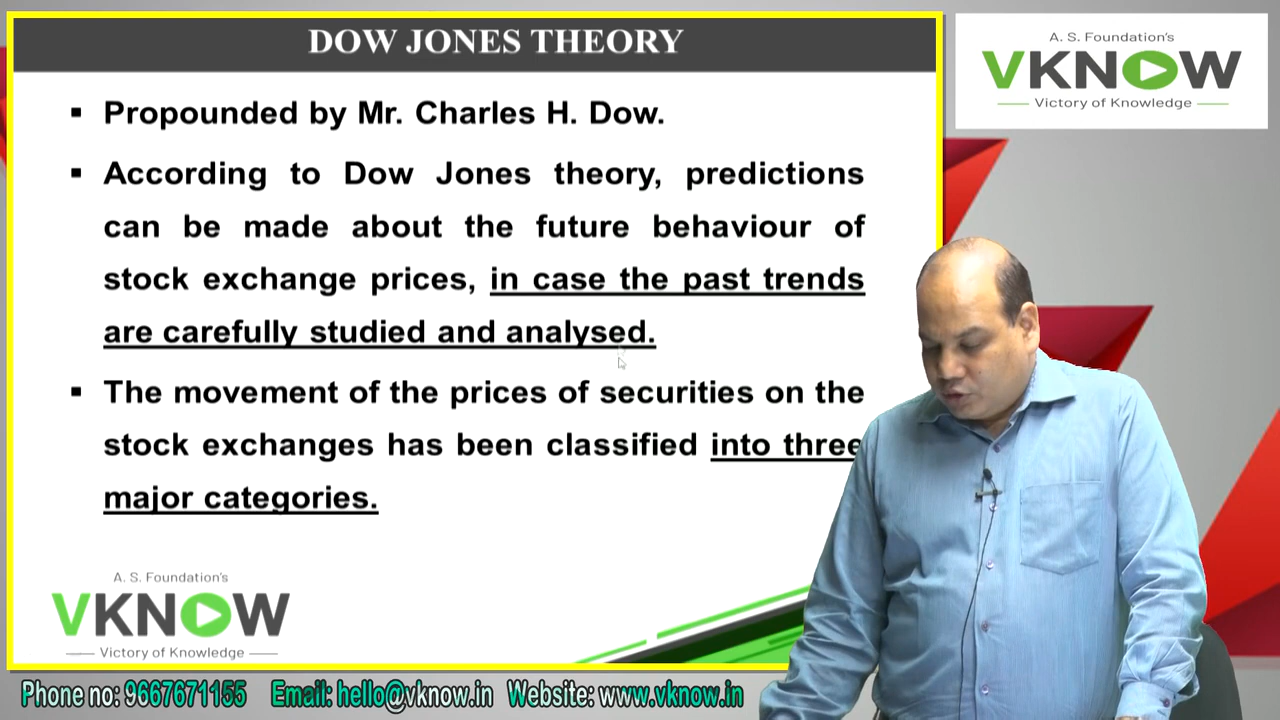 DOW JONES THEORY
▪ Propounded by Mr. Charles H. Dow.
▪ According to Dow Jones theory, predictions
can be made about the future behaviour of
stock exchange prices, in case the past trends
are carefully studied and analysed.
▪ The movement of the prices of securities on the
stock exchanges has been classified into three
major categories.
A. S. Foundation's
VKNOW
Victory of Knowledge
A. S. Foundation's
VKNOW
Victory of Knowledge
Phone no: 9667671155 Email: hello@vknow.in Website: www.vknow.in